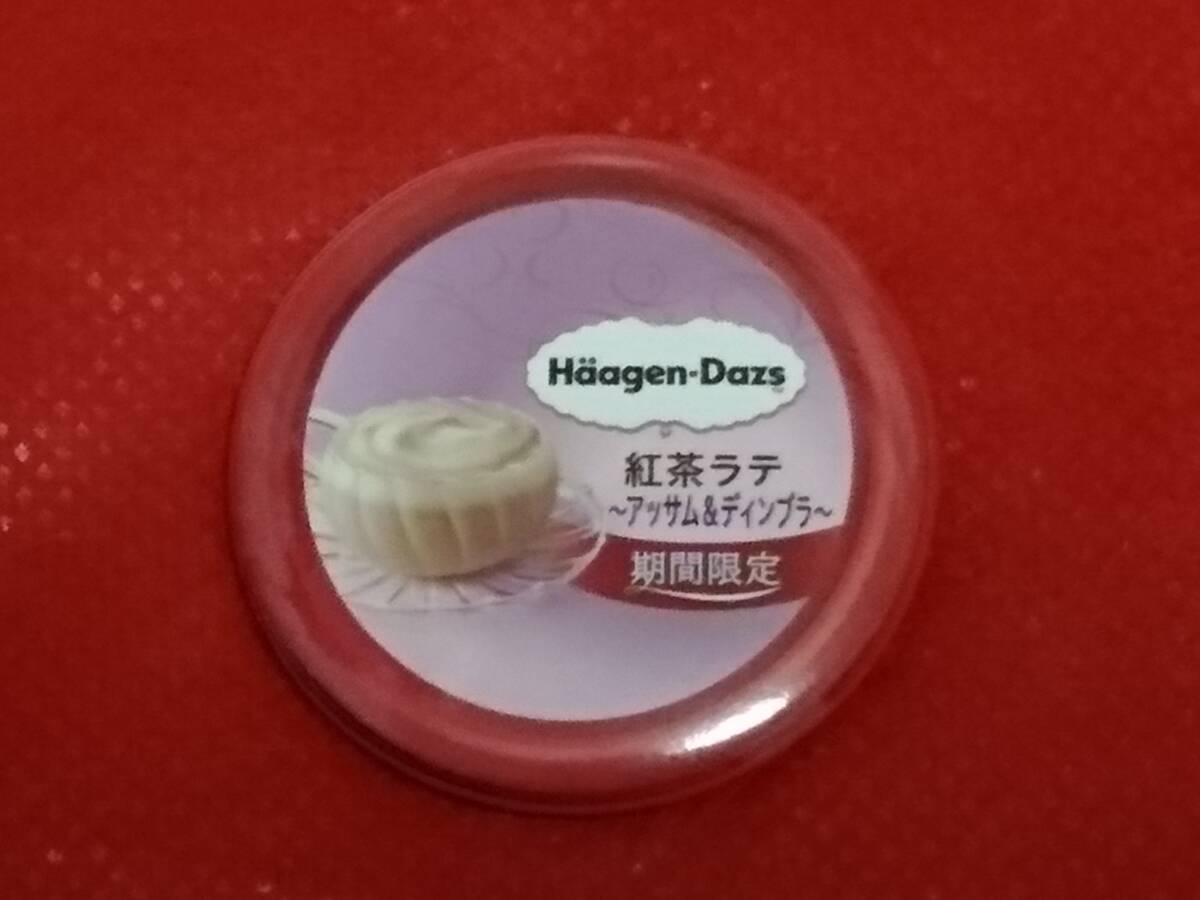 Häagen-Dazs
紅茶ラテ
～アッサム&ディンブラ～
期間限定